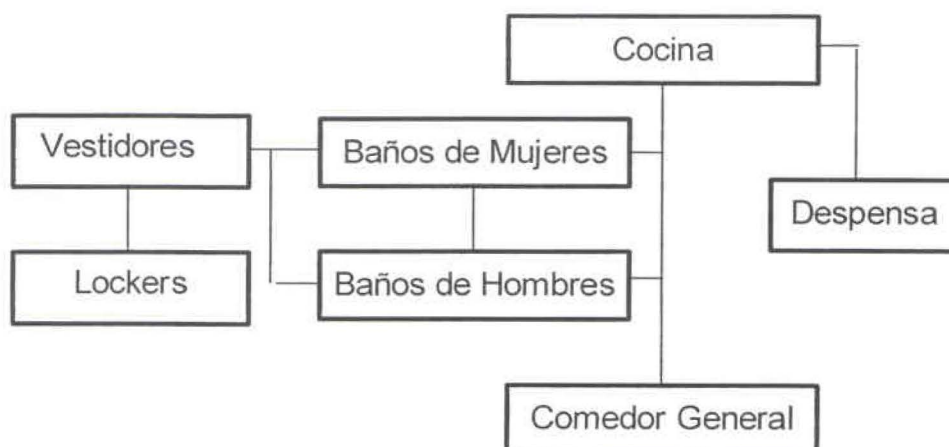 Cocina
Vestidores
Baños de Mujeres
Despensa
Lockers
Baños de Hombres
Comedor General